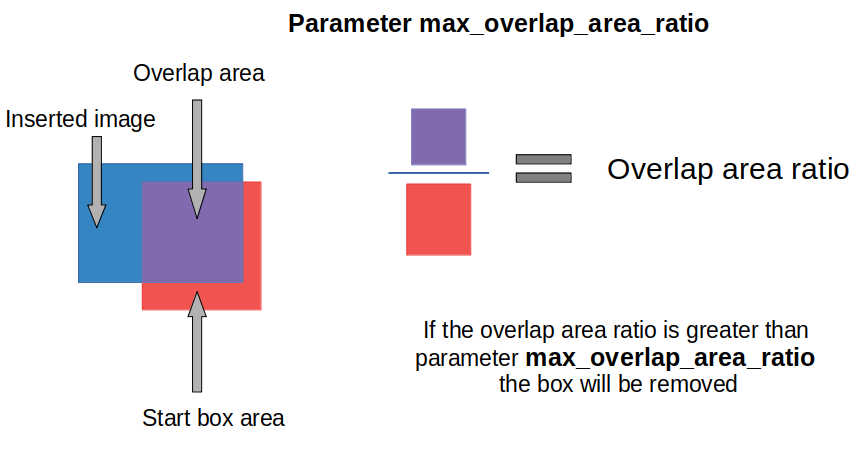 Parameter max_overlap_area_ratio
Overlap area
Inserted image
Overlap area ratio
Start box area
If the overlap area ratio is greater than
parameter max_overlap_area_ratio
the box will be removed